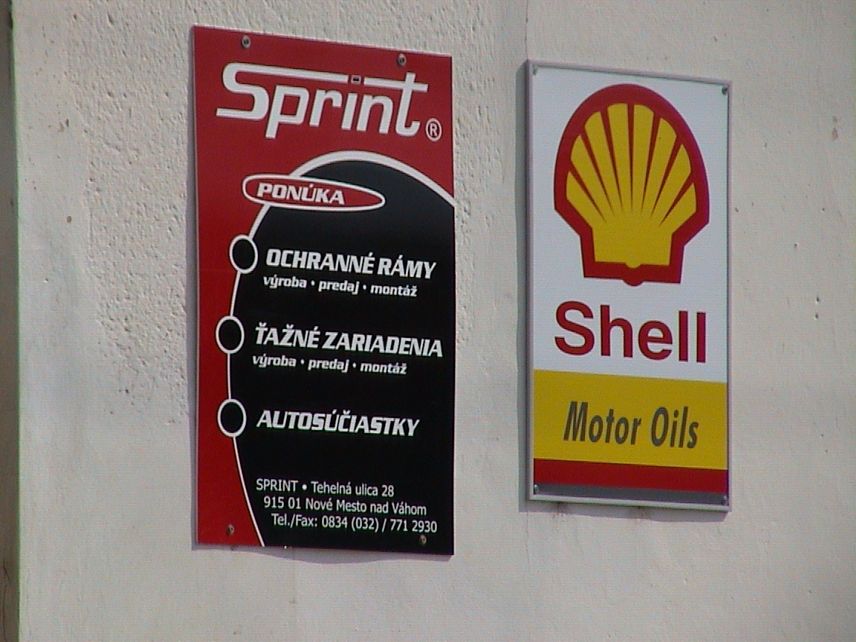 Sprint®
PONÚKA
OCHRANNÉ RÁMY
výroba • predaj • montáž
ŤAŽNÉ ZARIADENIA
výroba • predaj • montáž
AUTOSÚČIASTKY
SPRINT • Tehelná ulica 28
915 01 Nové Mesto nad Váhom
Tel./Fax: 0834 (032) / 771 2930
Shell
Motor Oils